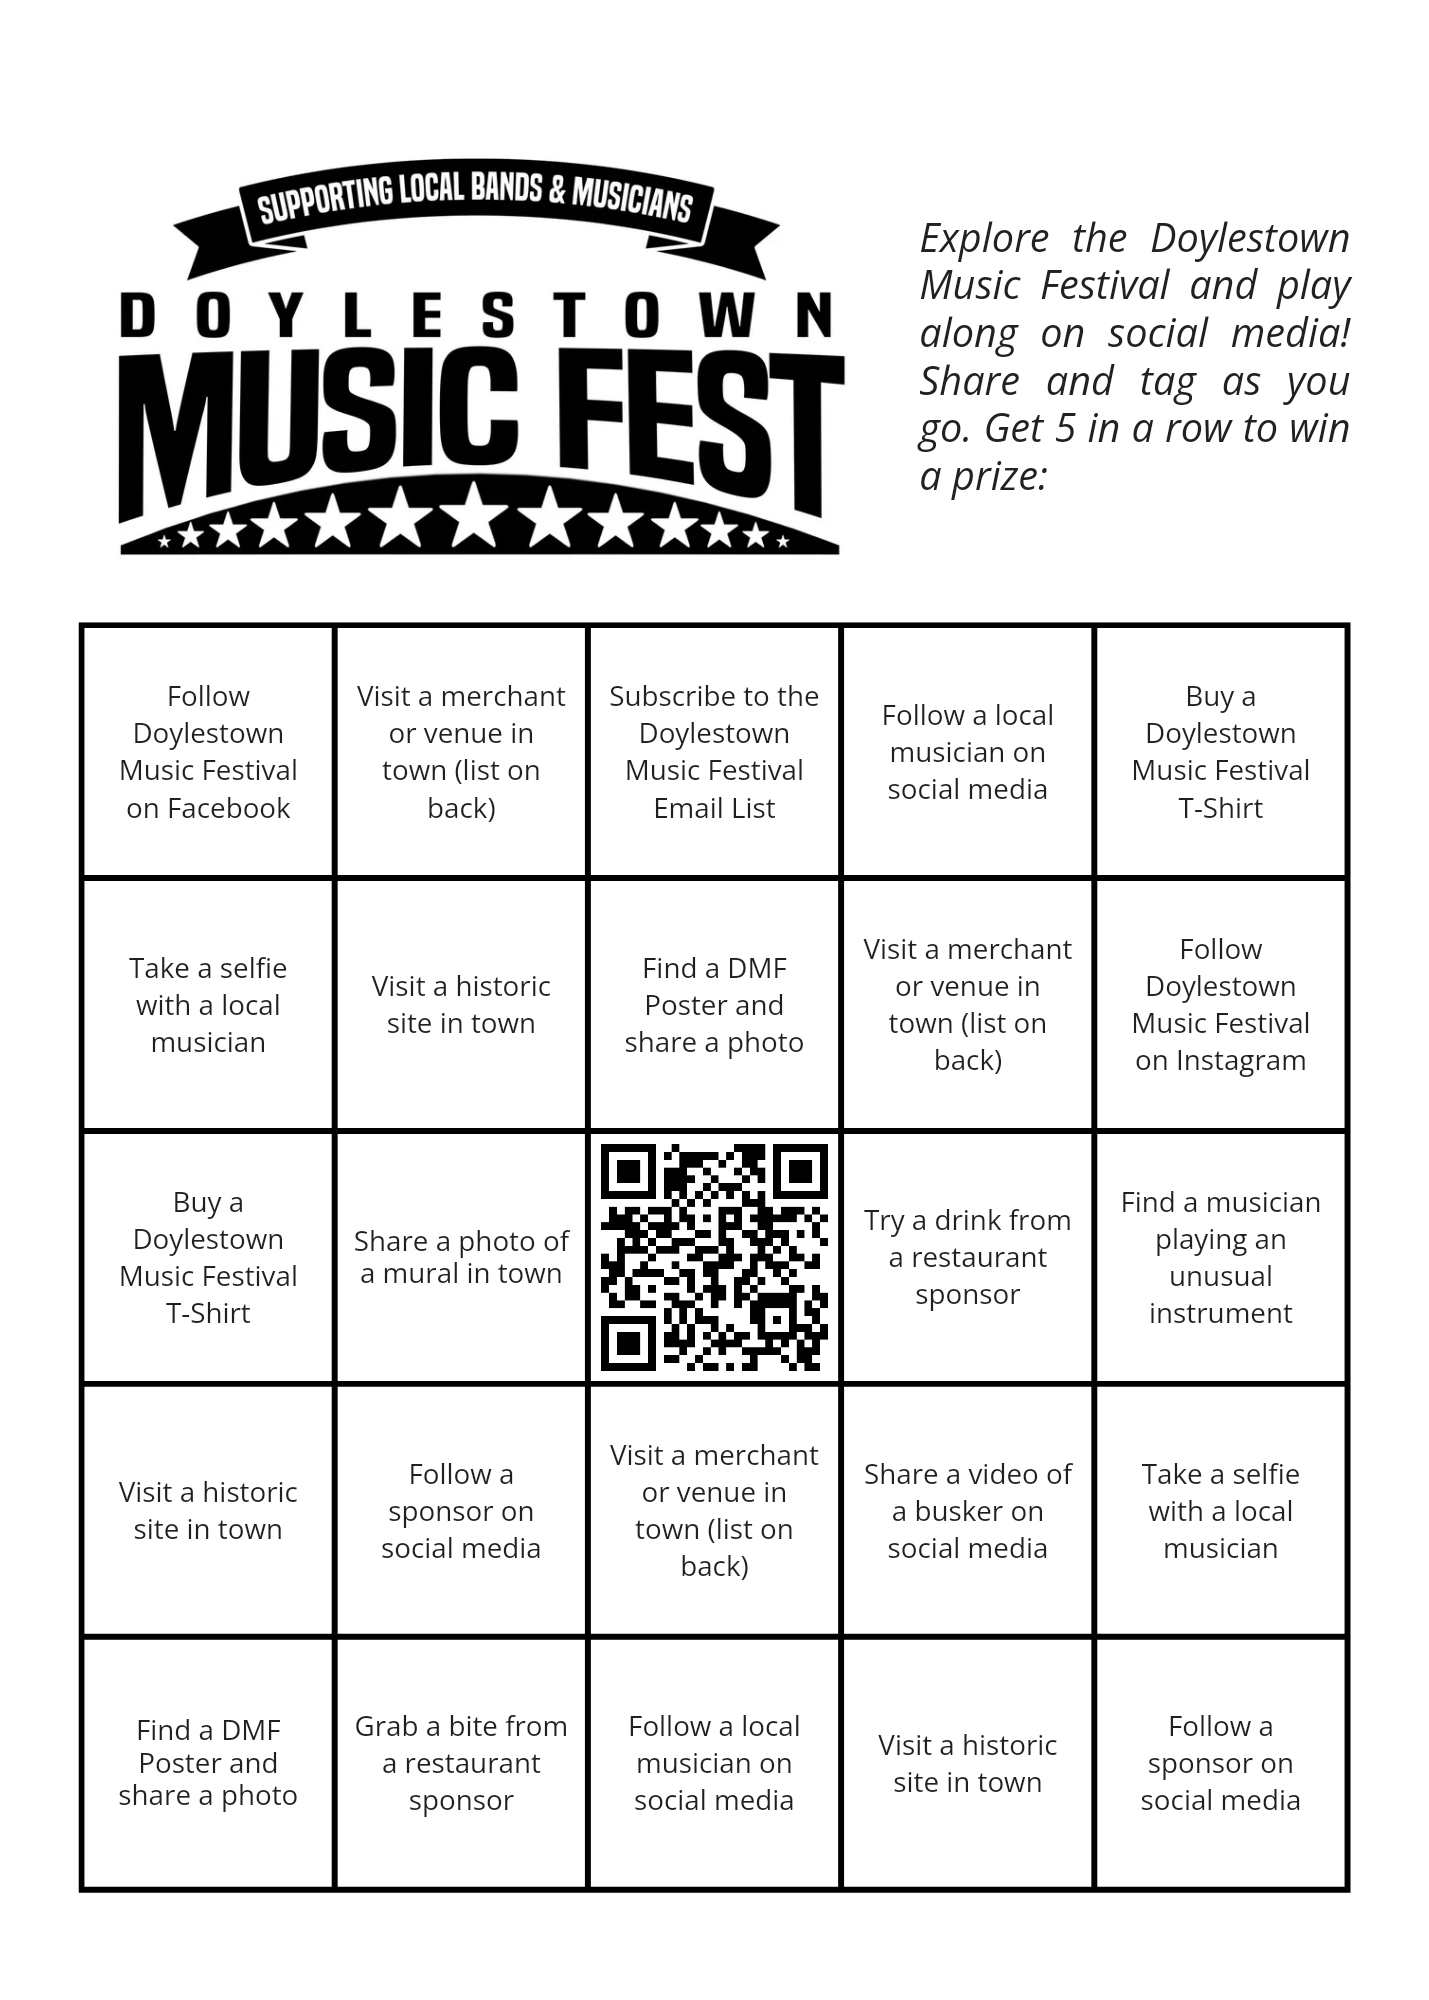 SUPPORTING LOCAL BANDS & MUSICIANS
DOYLESTOWN
MUSIC FEST
Explore the Doylestown
Music Festival and play
along on social media!
Share and tag as you
go. Get 5 in a row to win
a prize:
Follow
Doylestown
Music Festival
on Facebook
Visit a merchant
or venue in
town (list on
back)
Subscribe to the
Doylestown
Music Festival
Email List
Follow a local
musician on
social media
Buy a
Doylestown
Music Festival
T-Shirt
Take a selfie
with a local
musician
Visit a historic
site in town
Find a DMF
Poster and
share a photo
Visit a merchant
or venue in
town (list on
back)
Follow
Doylestown
Music Festival
on Instagram
Buy a
Doylestown
Music Festival
T-Shirt
Share a photo of
a mural in town
Try a drink from
a restaurant
sponsor
Find a musician
playing an
unusual
instrument
Visit a historic
site in town
Follow a
sponsor on
social media
Visit a merchant
or venue in
town (list on
back)
Share a video of
a busker on
social media
Take a selfie
with a local
musician
Find a DMF
Poster and
share a photo
Grab a bite from
a restaurant
sponsor
Follow a local
musician on
social media
Visit a historic
site in town
Follow a
sponsor on
social media